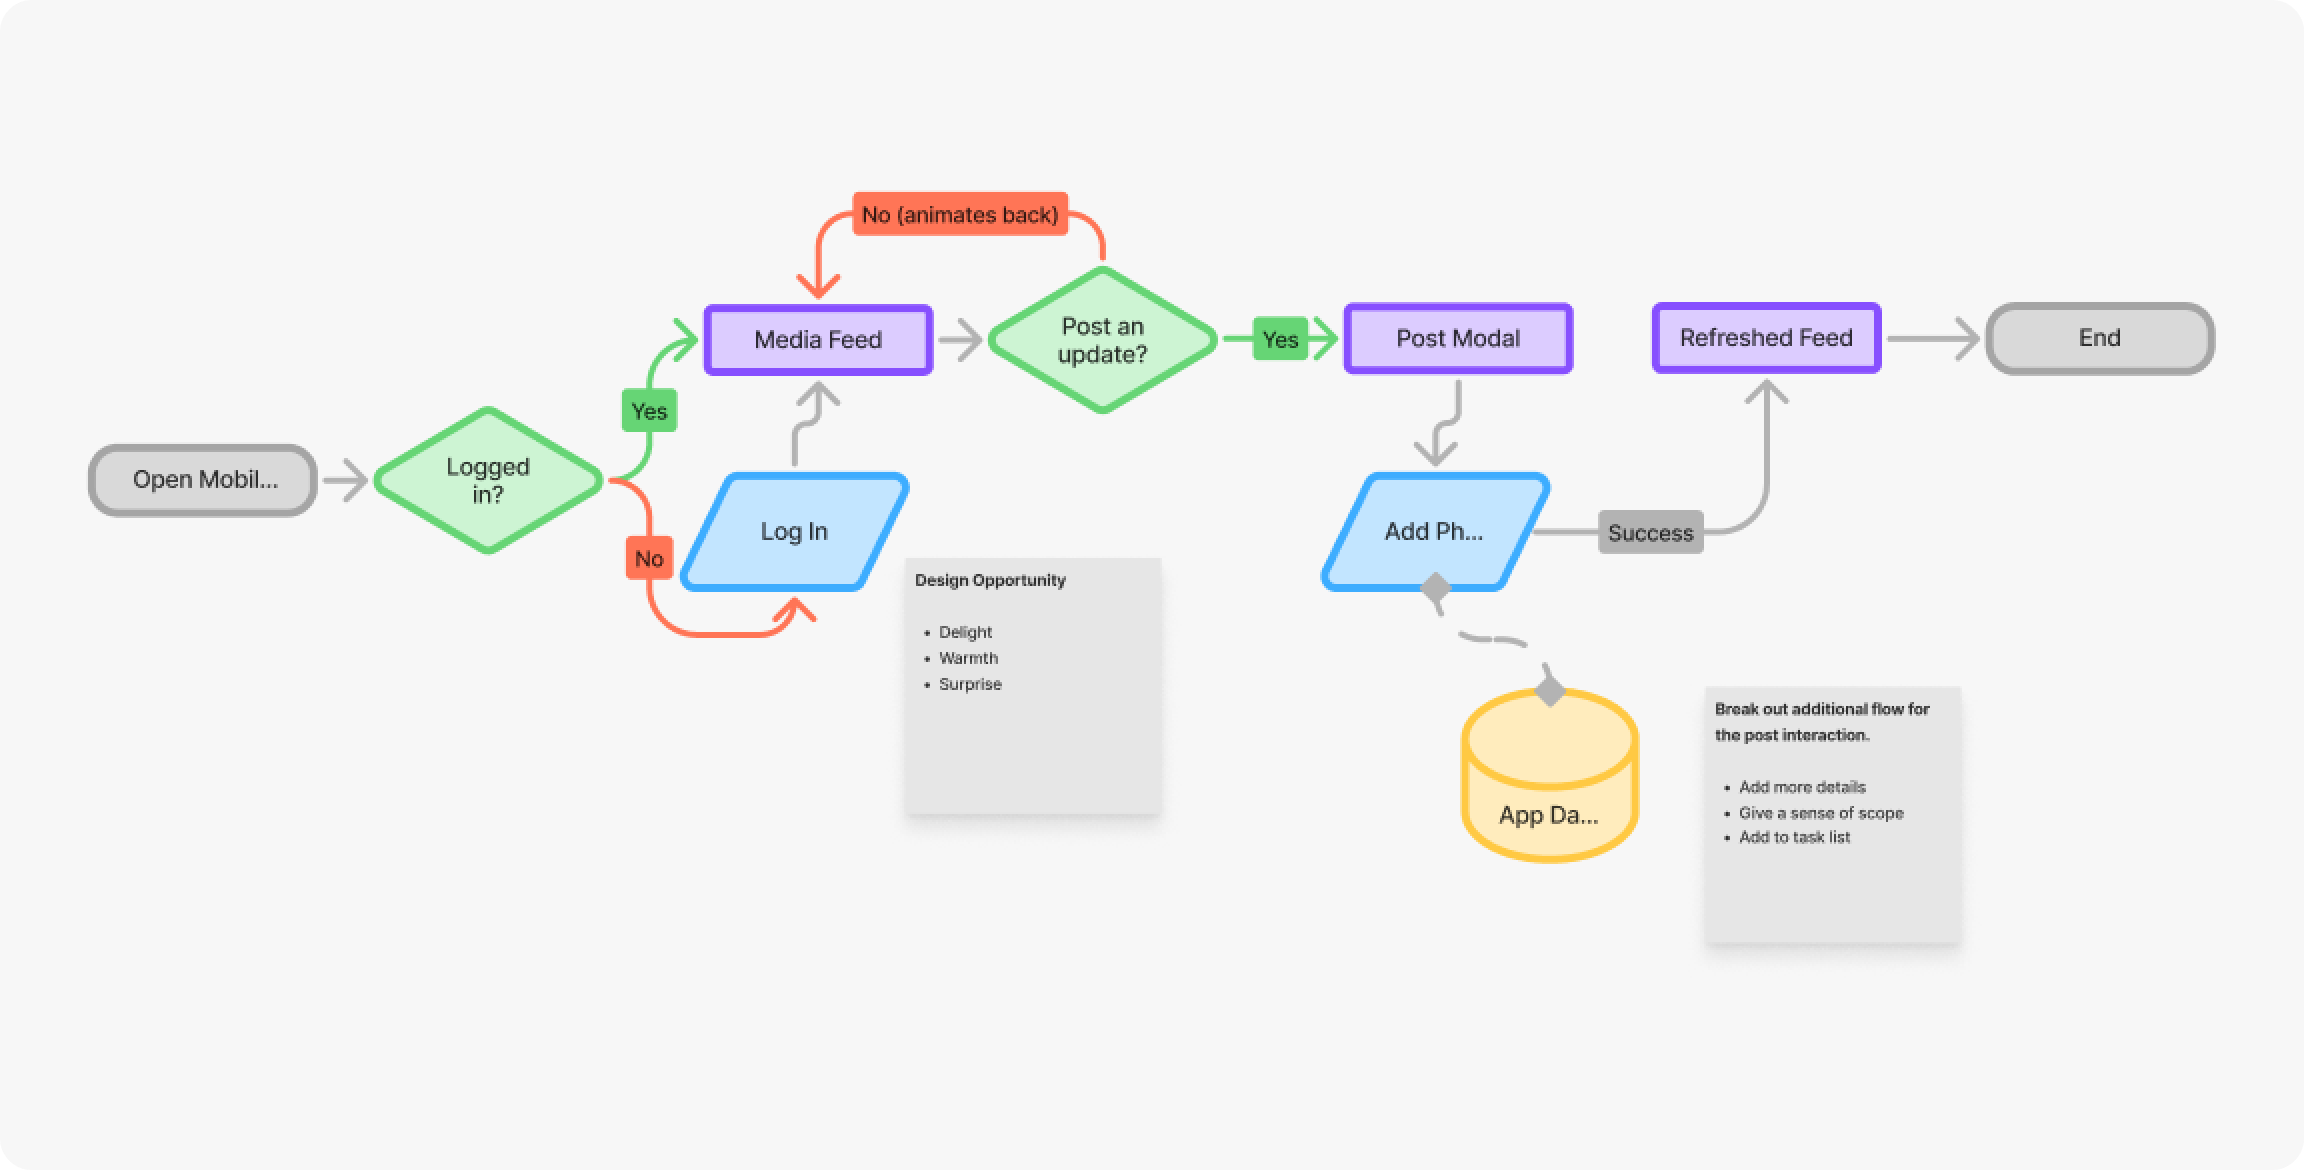 No (animates back)
Media Feed
Post an
update?
Yes
Post Modal
Refreshed Feed
End
Yes
Open Mobil...
Logged
in?
No
Log In
Add Ph...
Success
Design Opportunity
• Delight
• Warmth
• Surprise
App Da...
Break out additional flow for
the post interaction.
• Add more details
• Give a sense of scope
• Add to task list